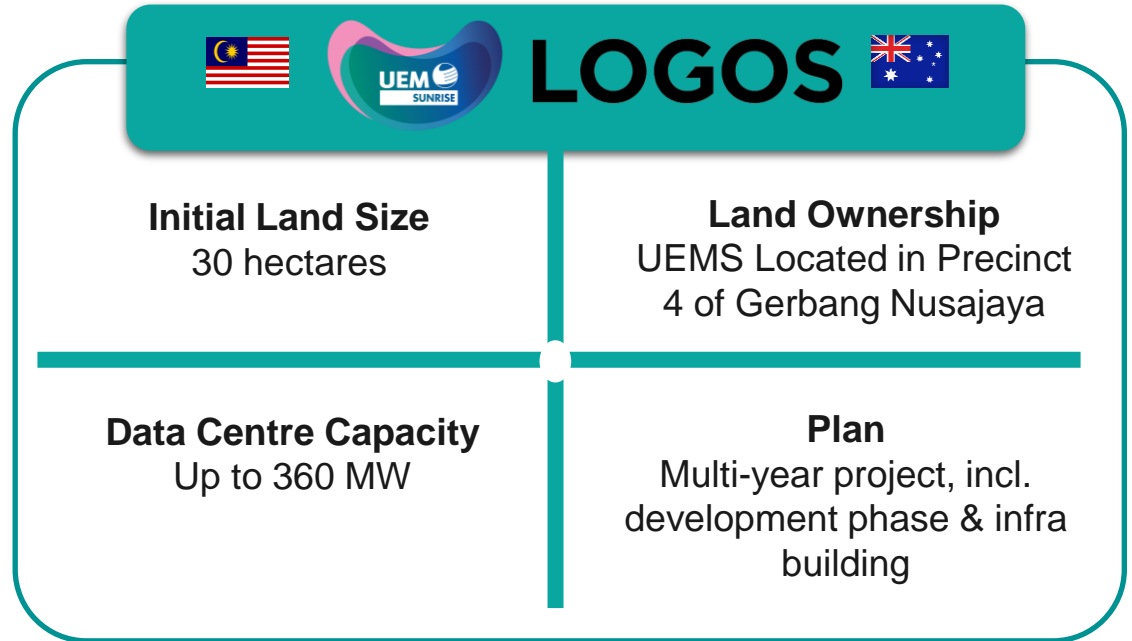 UEM
SUNRISE
LOGOS
Initial Land Size
30 hectares
Land Ownership
UEMS Located in Precinct
4 of Gerbang Nusajaya
Data Centre Capacity
Up to 360 MW
Plan
Multi-year project, incl.
development phase & infra
building